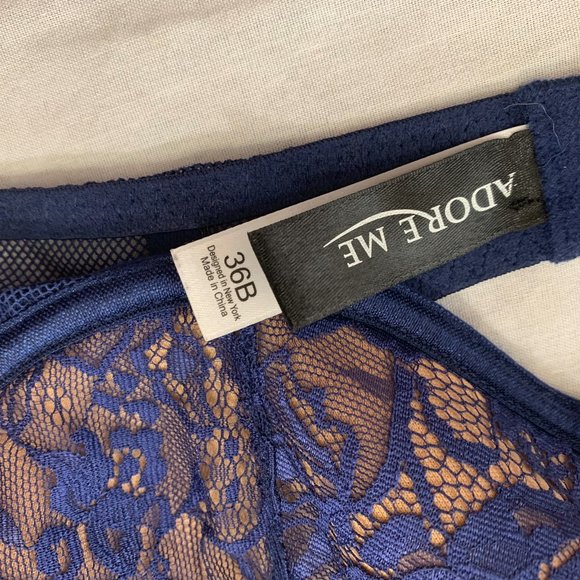 ADORE ME
36B
Designed in New York
Made in China